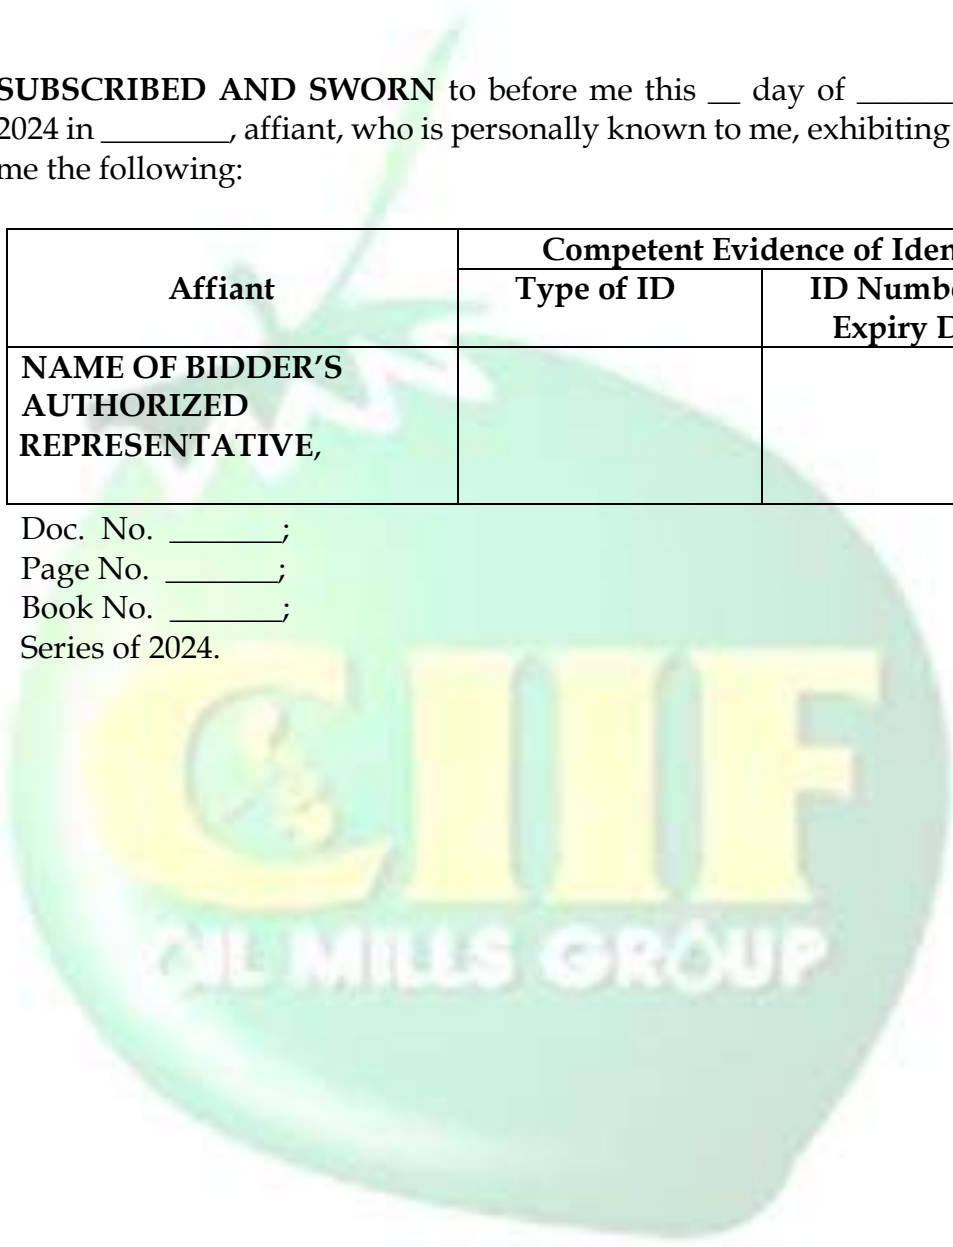 SUBSCRIBED AND SWORN to before me this __ day of ______
2024 in ________, affiant, who is personally known to me, exhibiting
me the following:
Affiant
Competent Evidence of Iden
Type of ID
ID Numb
Expiry D
NAME OF BIDDER’S
AUTHORIZED
REPRESENTATIVE,
Doc. No. _______;
Page No. _______;
Book No. _______;
Series of 2024.
CIIF
OIL MILLS GROUP